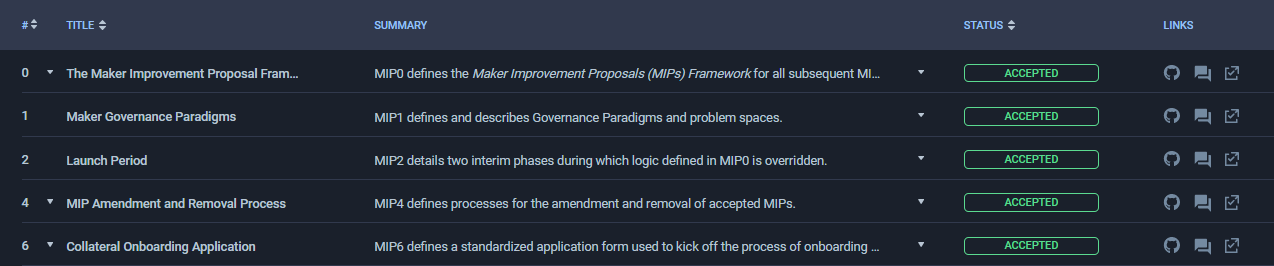 # TITLE SUMMARY STATUS LINKS
0 The Maker Improvement Proposal Fram... MIP0 defines the Maker Improvement Proposals (MIPs) Framework for all subsequent MI... ACCEPTED
1 Maker Governance Paradigms MIP1 defines and describes Governance Paradigms and problem spaces. ACCEPTED
2 Launch Period MIP2 details two interim phases during which logic defined in MIP0 is overridden. ACCEPTED
4 MIP Amendment and Removal Process MIP4 defines processes for the amendment and removal of accepted MIPs. ACCEPTED
6 Collateral Onboarding Application MIP6 defines a standardized application form used to kick off the process of onboarding ... ACCEPTED